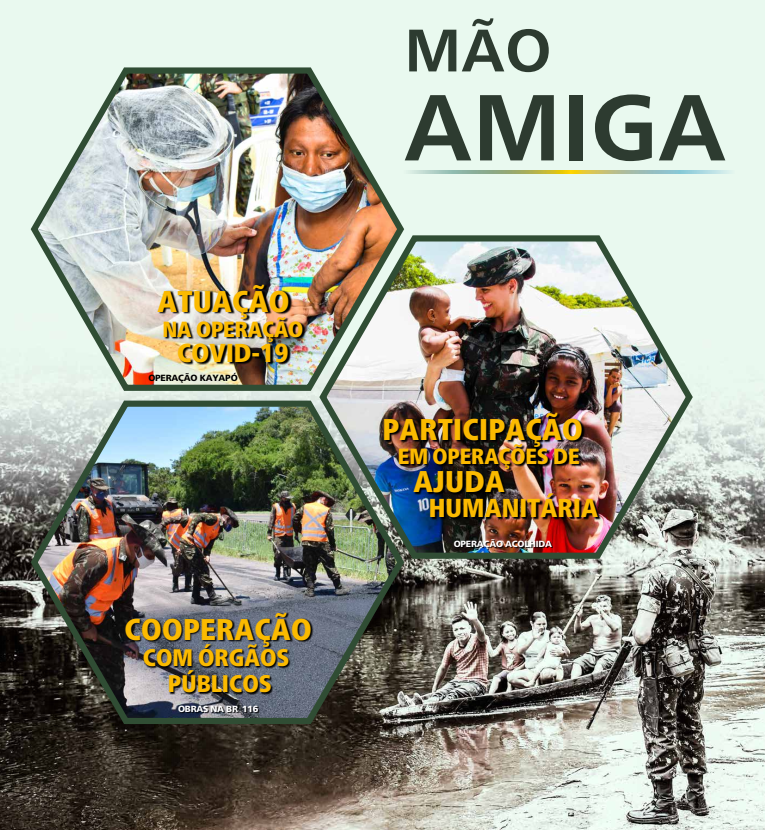 MÃO
AMIGA
ATUAÇÃO
NA OPERAÇÃO
COVID-19
OPERAÇÃO KAYAPÓ
PARTICIPAÇÃO
EM OPERAÇÕES DE
AJUDA
HUMANITÁRIA
OPERAÇÃO ACOLHIDA
COOPERAÇÃO
COM ÓRGÃOS
PÚBLICOS
OBRAS NA BR 116